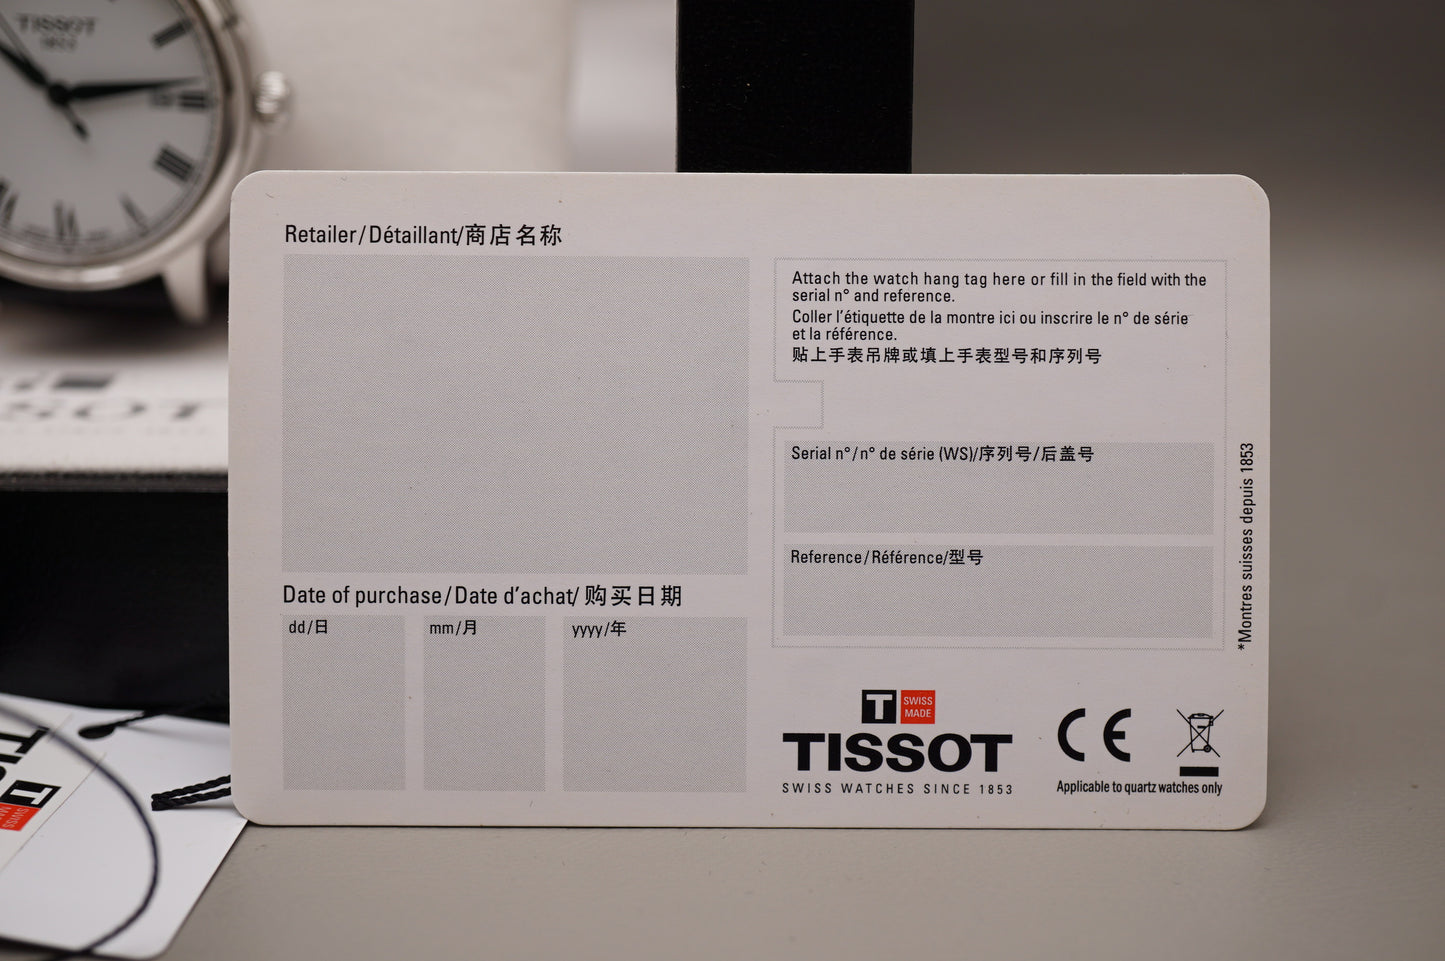 TISSOT
1853
Retailer/Détaillant/商店名称
Attach the watch hang tag here or fill in the field with the
serial n° and reference.
Coller l'étiquette de la montre ici ou inscrire le n° de série
et la référence.
贴上手表吊牌或填上手表型号和序列号
Serial n°/n° de série (WS)/序列号/后盖号
Reference/Référence/型号
Date of purchase/Date d'achat/购买日期
dd/日
mm/月
yyyy/年
*Montres suisses depuis 1853
T
SWISS
MADE
TISSOT
SWISS WATCHES SINCE 1853
CE
Applicable to quartz watches only